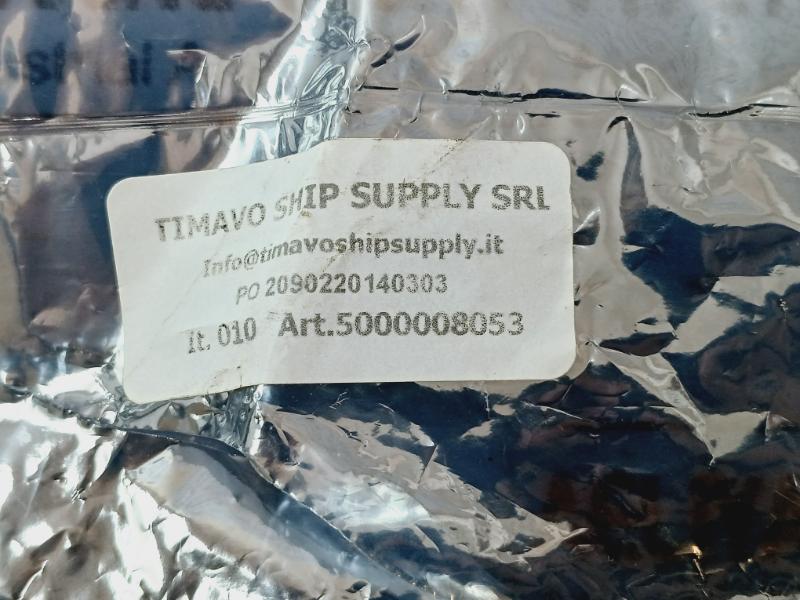 TIMAVO SHIP SUPPLY SRL
Info@timavoshipsupply.it
PO 2090220140303
it. 010 Art.5000008053